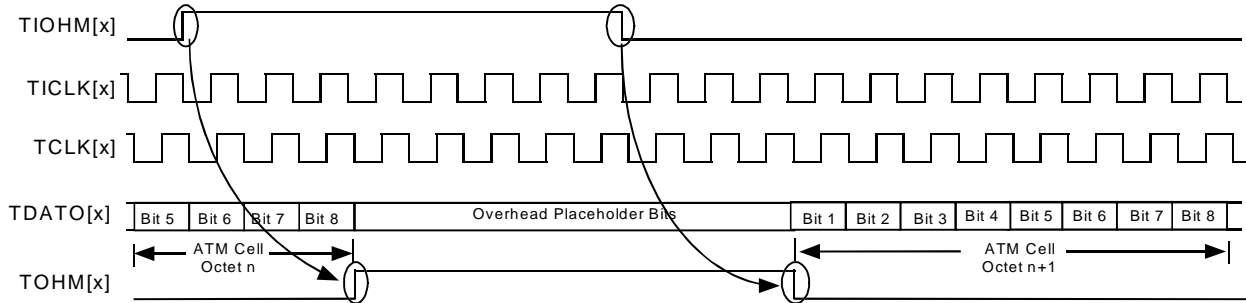 TIOHM[x]
TICLK[x]
TCLK[x]
TDATO[x] Bit 5 Bit 6 Bit 7 Bit 8 Overhead Placeholder Bits Bit 1 Bit 2 Bit 3 Bit 4 Bit 5 Bit 6 Bit 7 Bit 8
ATM Cell
Octet n
ATM Cell
Octet n+1
TOHM[x]